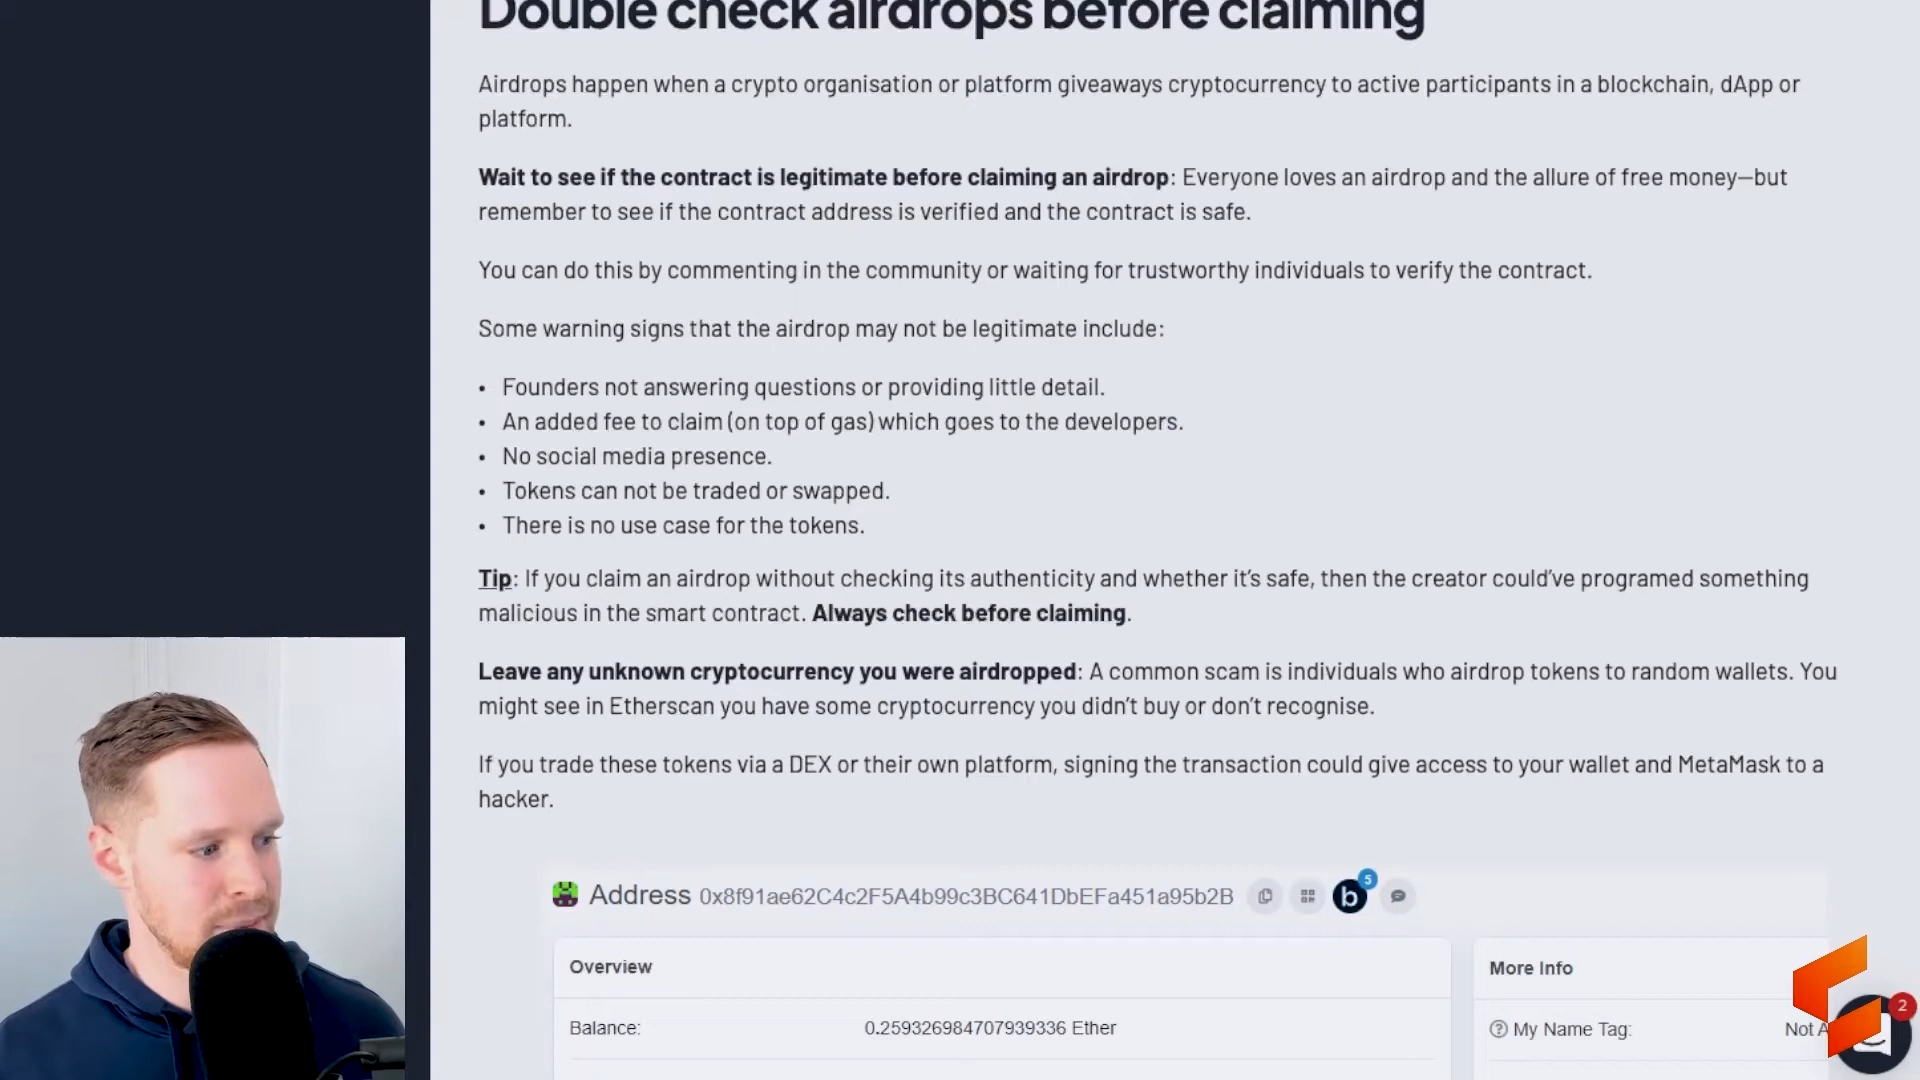 Double check airdrops before claiming
Airdrops happen when a crypto organisation or platform giveaways cryptocurrency to active participants in a blockchain, dApp or
platform.
Wait to see if the contract is legitimate before claiming an airdrop: Everyone loves an airdrop and the allure of free money—but
remember to see if the contract address is verified and the contract is safe.
You can do this by commenting in the community or waiting for trustworthy individuals to verify the contract.
Some warning signs that the airdrop may not be legitimate include:
• Founders not answering questions or providing little detail.
• An added fee to claim (on top of gas) which goes to the developers.
• No social media presence.
• Tokens can not be traded or swapped.
• There is no use case for the tokens.
Tip: If you claim an airdrop without checking its authenticity and whether it's safe, then the creator could've programed something
malicious in the smart contract. Always check before claiming.
Leave any unknown cryptocurrency you were airdropped: A common scam is individuals who airdrop tokens to random wallets. You
might see in Etherscan you have some cryptocurrency you didn't buy or don't recognise.
If you trade these tokens via a DEX or their own platform, signing the transaction could give access to your wallet and MetaMask to a
hacker.
Address 0x8f91ae62C4c2F5A4b99c3BC641DbEFa451a95b2B b 5
Overview
More Info
Balance: 0.259326984707939336 Ether
My Name Tag: Not A
2